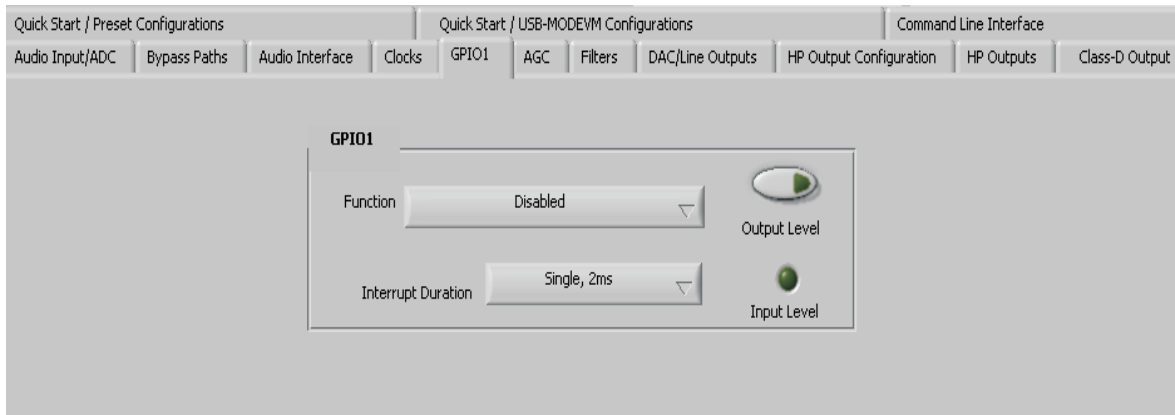 Quick Start / Preset Configurations Quick Start / USB-MODEVM Configurations Command Line Interface
Audio Input/ADC Bypass Paths Audio Interface Clocks GPIO1 AGC Filters DAC/Line Outputs HP Output Configuration HP Outputs Class-D Output
GPIO1
Function Disabled
Output Level
Interrupt Duration Single, 2ms
Input Level